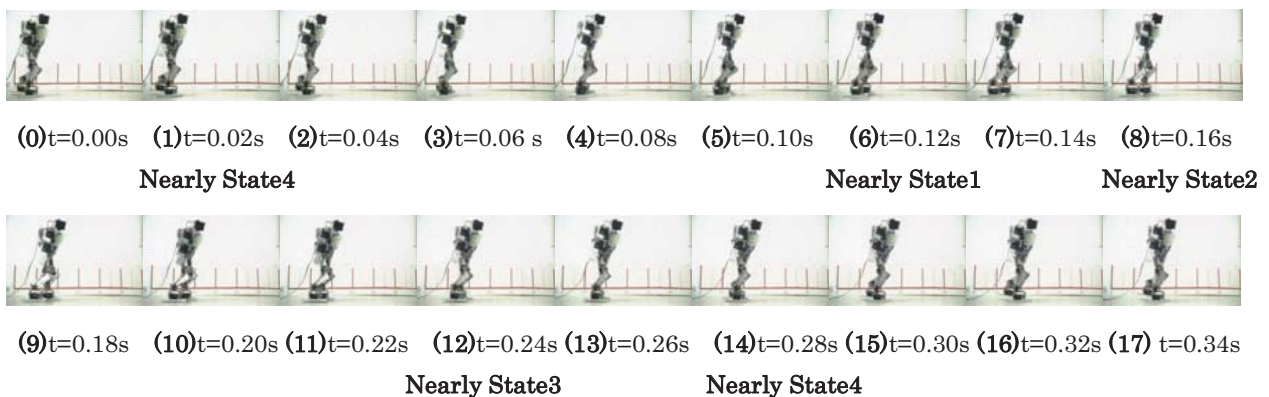 (0)t=0.00s (1)t=0.02s (2)t=0.04s (3)t=0.06 s (4)t=0.08s (5)t=0.10s (6)t=0.12s (7)t=0.14s (8)t=0.16s
Nearly State4 Nearly State1 Nearly State2
(9)t=0.18s (10)t=0.20s (11)t=0.22s (12)t=0.24s (13)t=0.26s (14)t=0.28s (15)t=0.30s (16)t=0.32s (17) t=0.34s
Nearly State3 Nearly State4